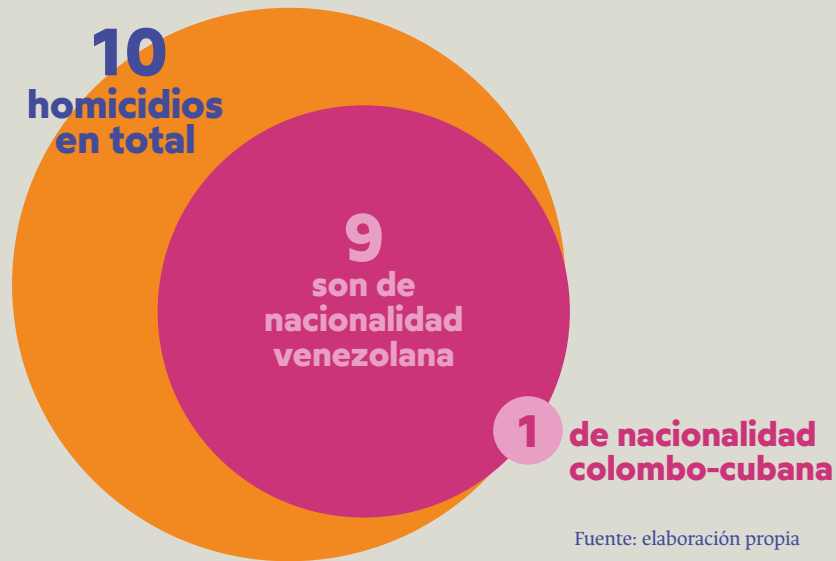 10
homicidios
en total
9
son de
nacionalidad
venezolana
1
de nacionalidad
colombo-cubana
Fuente: elaboración propia